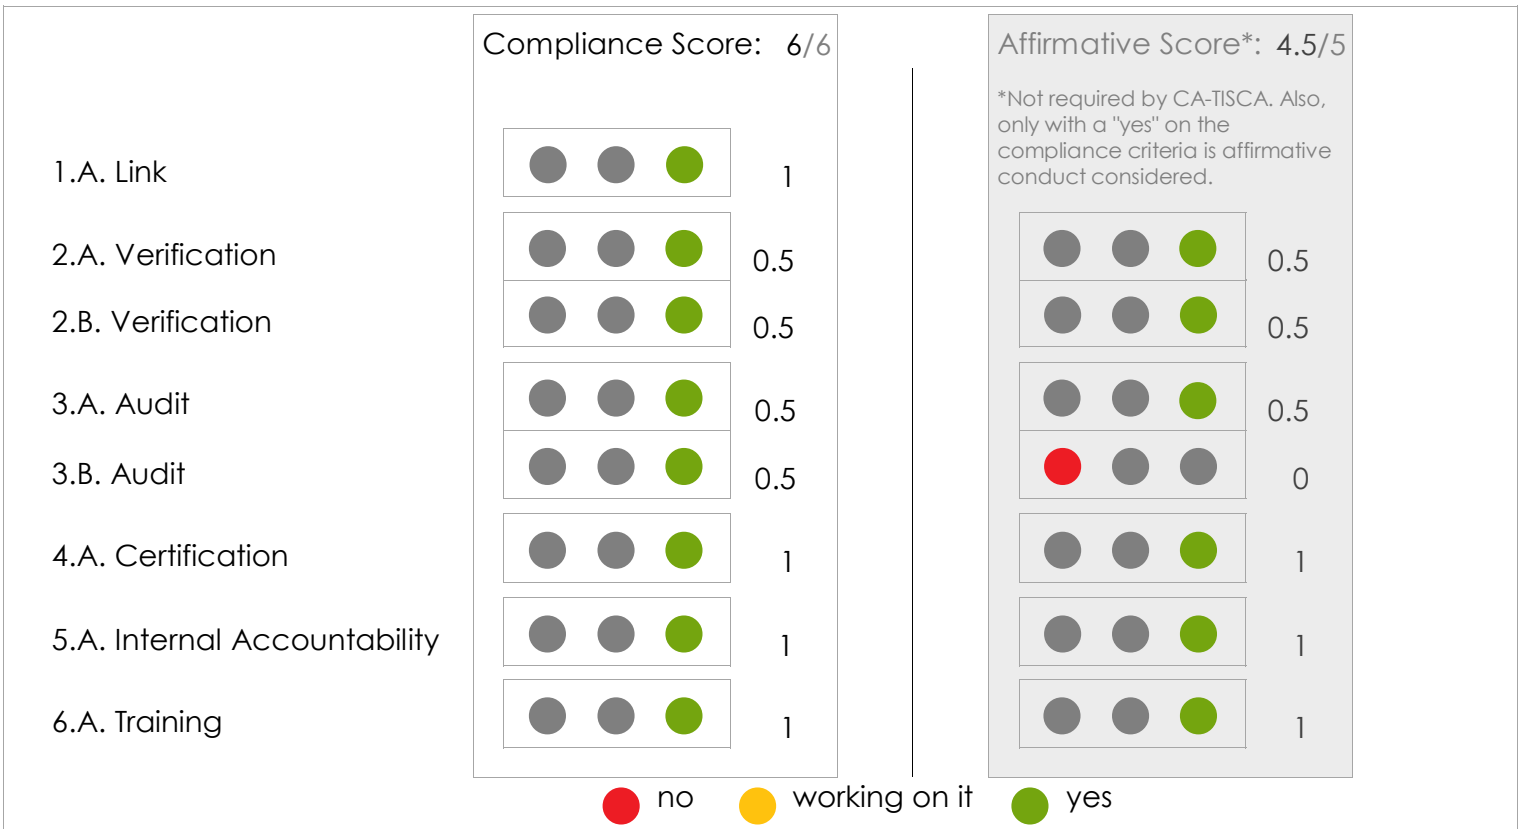 Compliance Score: 6/6
Affirmative Score*: 4.5/5
*Not required by CA-TISCA. Also,
only with a "yes" on the
compliance criteria is affirmative
conduct considered.
1.A. Link 1
2.A. Verification 0.5 0.5
2.B. Verification 0.5 0.5
3.A. Audit 0.5 0.5
3.B. Audit 0.5 0
4.A. Certification 1 1
5.A. Internal Accountability 1 1
6.A. Training 1 1
no working on it yes